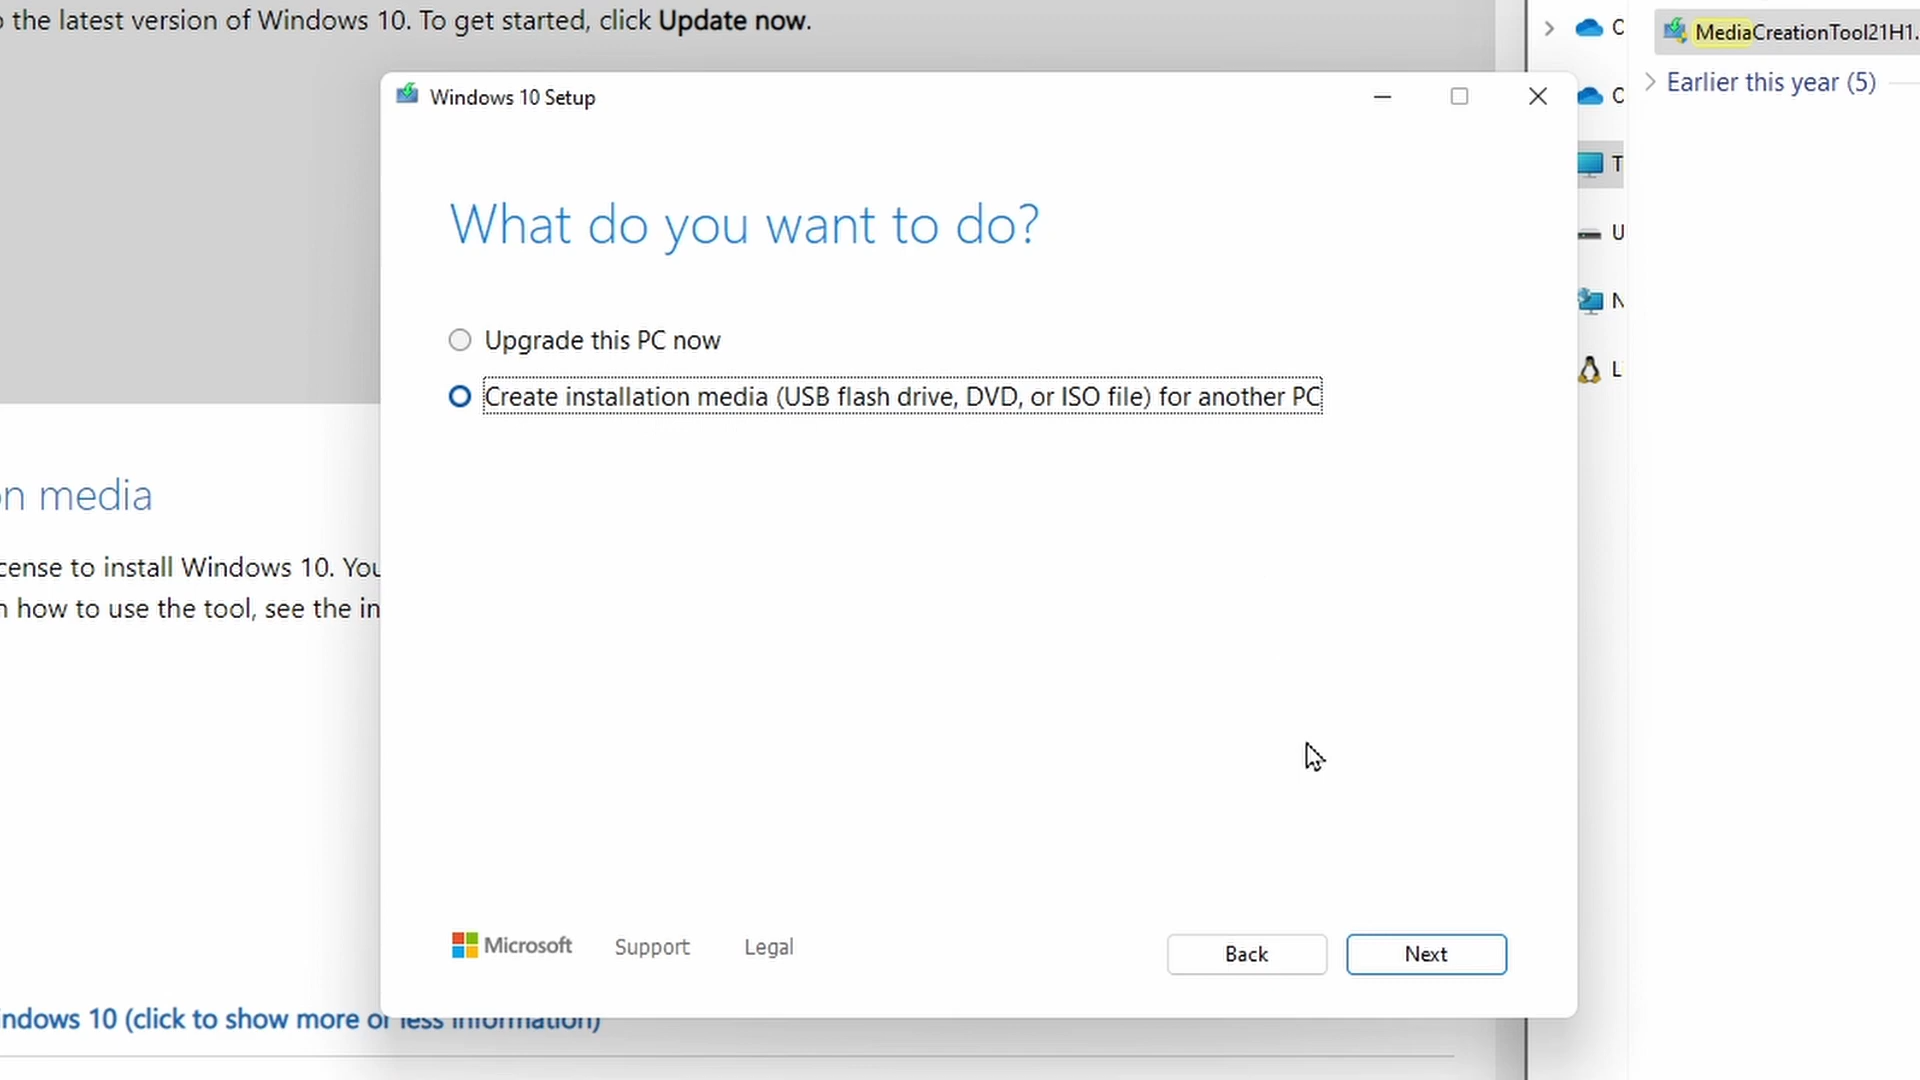 the latest version of Windows 10. To get started, click Update now.
MediaCreationTool21H1.
Earlier this year (5)
Windows 10 Setup
What do you want to do?
Upgrade this PC now
Create installation media (USB flash drive, DVD, or ISO file) for another PC
on media
cense to install Windows 10. You
how to use the tool, see the in
Microsoft
Support
Legal
Back
Next
indows 10 (click to show more or less information)
O
O
T
U
N
L